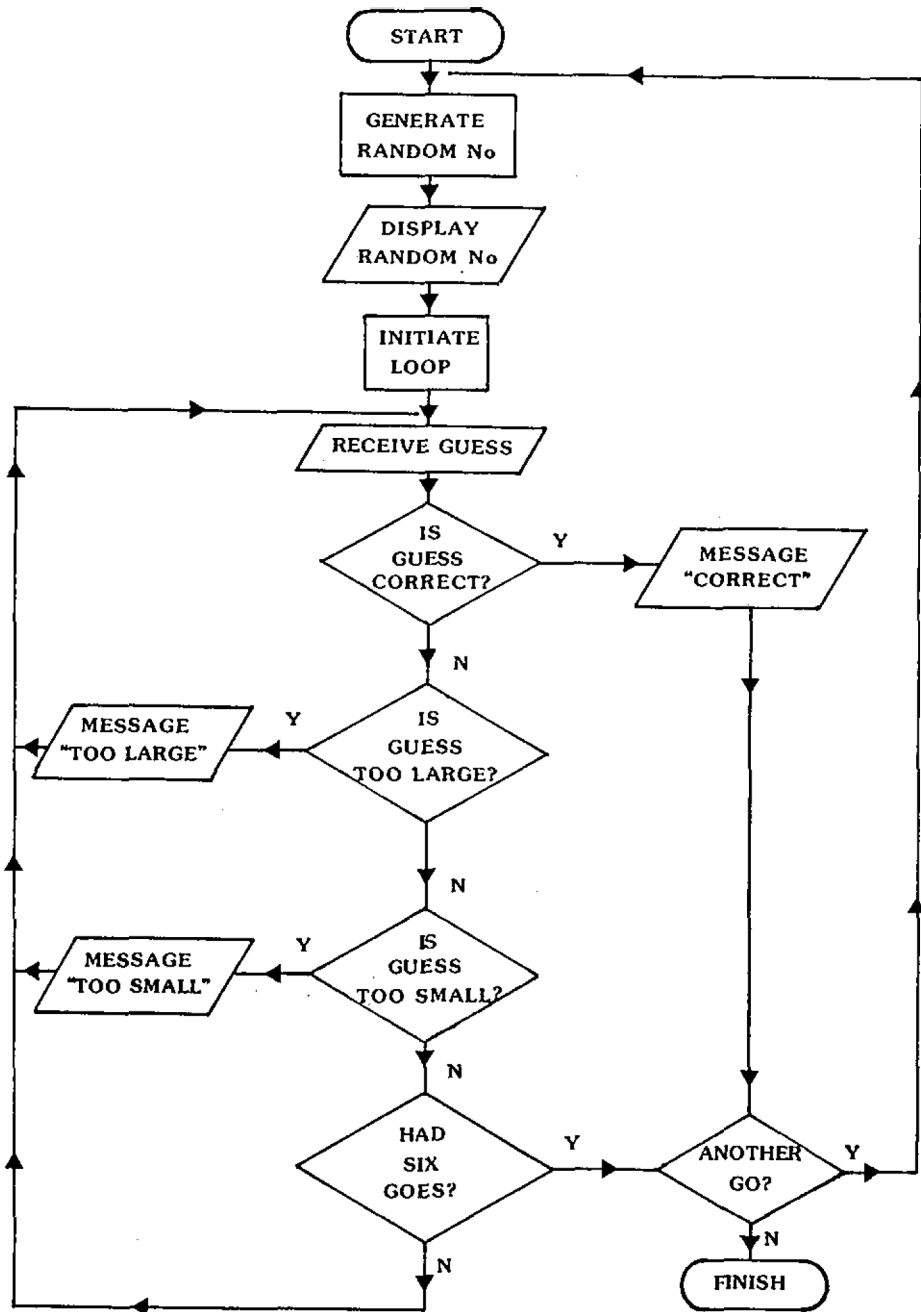 START
GENERATE
RANDOM No
DISPLAY
RANDOM No
INITIATE
LOOP
RECEIVE GUESS
IS
GUESS
CORRECT?
Y
MESSAGE
"CORRECT"
N
IS
GUESS
TOO LARGE?
Y
MESSAGE
"TOO LARGE"
N
IS
GUESS
TOO SMALL?
Y
MESSAGE
"TOO SMALL"
N
HAD
SIX
GOES?
Y
ANOTHER
GO?
Y
N
N
FINISH